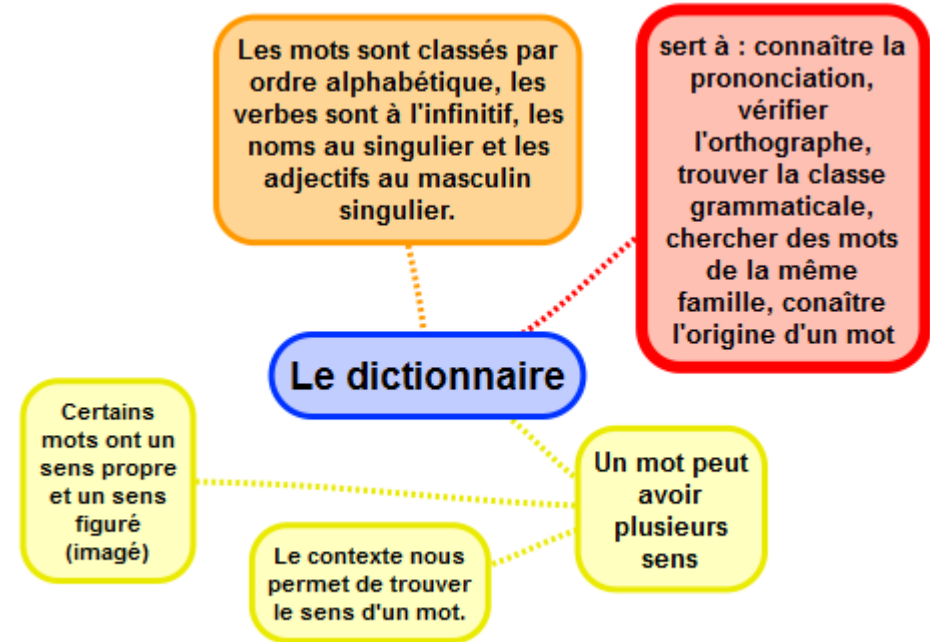 Les mots sont classés par
ordre alphabétique, les
verbes sont à l'infinitif, les
noms au singulier et les
adjectifs au masculin
singulier.
sert à : connaître la
prononciation,
vérifier
l'orthographe,
trouver la classe
grammaticale,
chercher des mots
de la même
famille, conaître
l'origine d'un mot
Le dictionnaire
Certains
mots ont un
sens propre
et un sens
figuré
(imagé)
Un mot peut
avoir
plusieurs
sens
Le contexte nous
permet de trouver
le sens d'un mot.